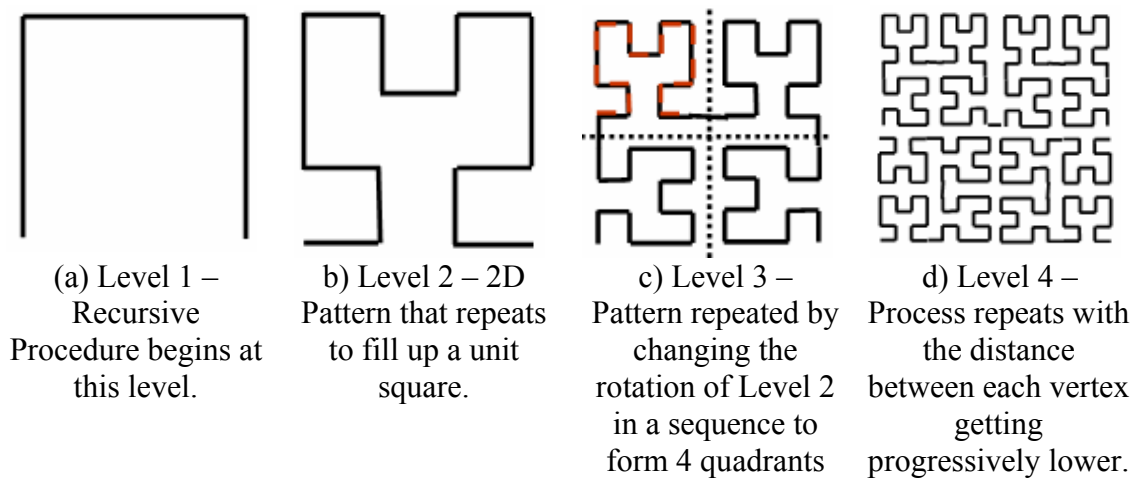 (a) Level 1 –
Recursive
Procedure begins at
this level.
b) Level 2 – 2D
Pattern that repeats
to fill up a unit
square.
c) Level 3 –
Pattern repeated by
changing the
rotation of Level 2
in a sequence to
form 4 quadrants
d) Level 4 –
Process repeats with
the distance
between each vertex
getting
progressively lower.